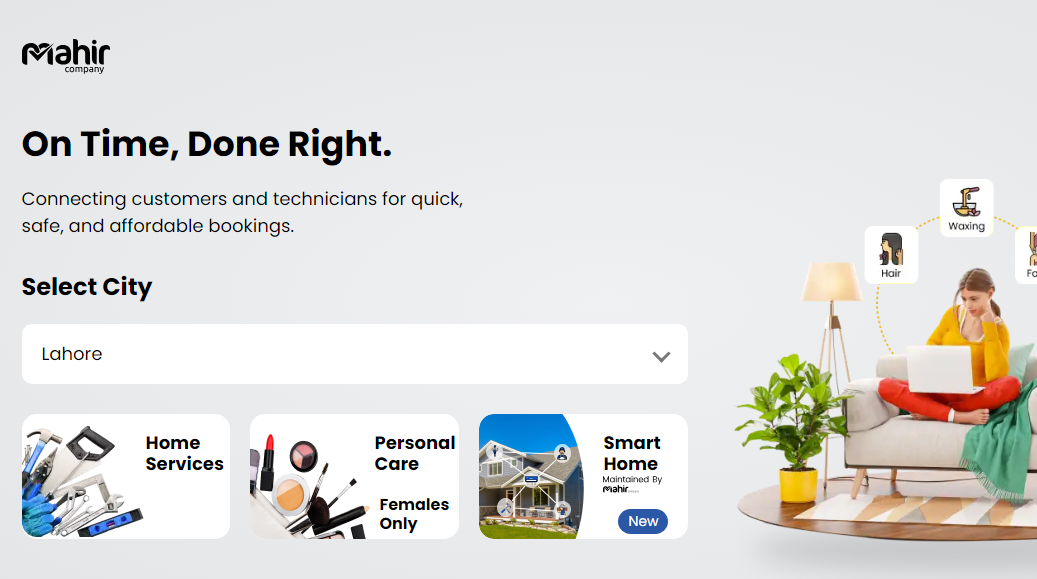 Mahir
company
On Time, Done Right.
Connecting customers and technicians for quick,
safe, and affordable bookings.
Select City
Lahore
Home
Services
Personal
Care
Females
Only
Smart
Home
Maintained By
Mahir
New
Waxing
Hair